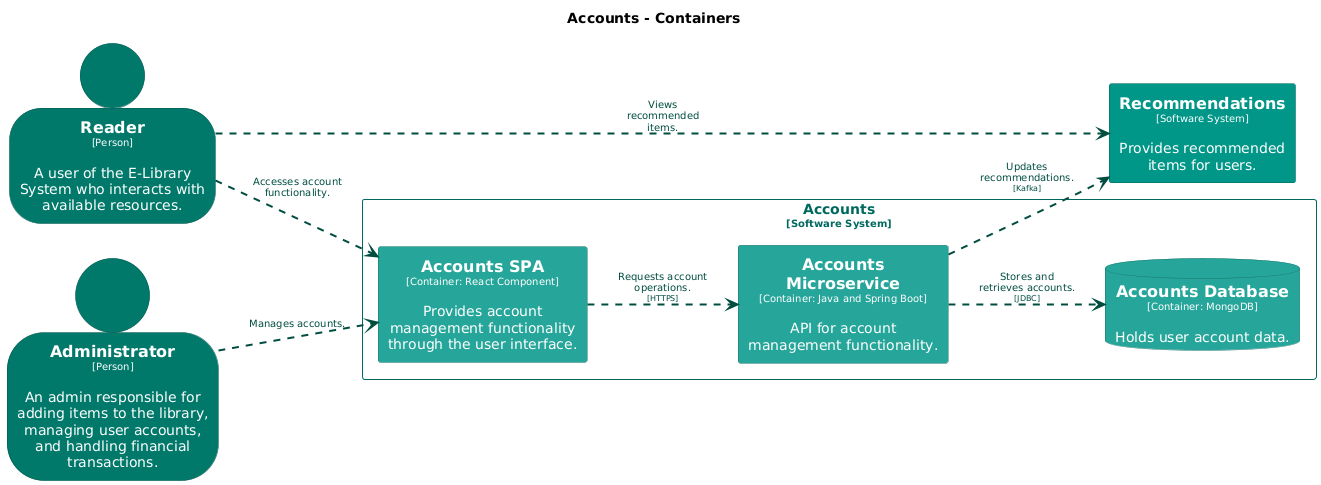 Accounts - Containers
Reader
[Person]
A user of the E-Library
System who interacts with
available resources.
Views
recommended
items.
Recommendations
[Software System]
Provides recommended
items for users.
Accesses account
functionality.
Updates
recommendations.
[Kafka]
Accounts
[Software System]
Accounts SPA
[Container: React Component]
Provides account
management functionality
through the user interface.
Requests account
operations.
[HTTPS]
Accounts
Microservice
[Container: Java and Spring Boot]
API for account
management functionality.
Stores and
retrieves accounts.
[JDBC]
Accounts Database
[Container: MongoDB]
Holds user account data.
Manages accounts.
Administrator
[Person]
An admin responsible for
adding items to the library,
managing user accounts,
and handling financial
transactions.